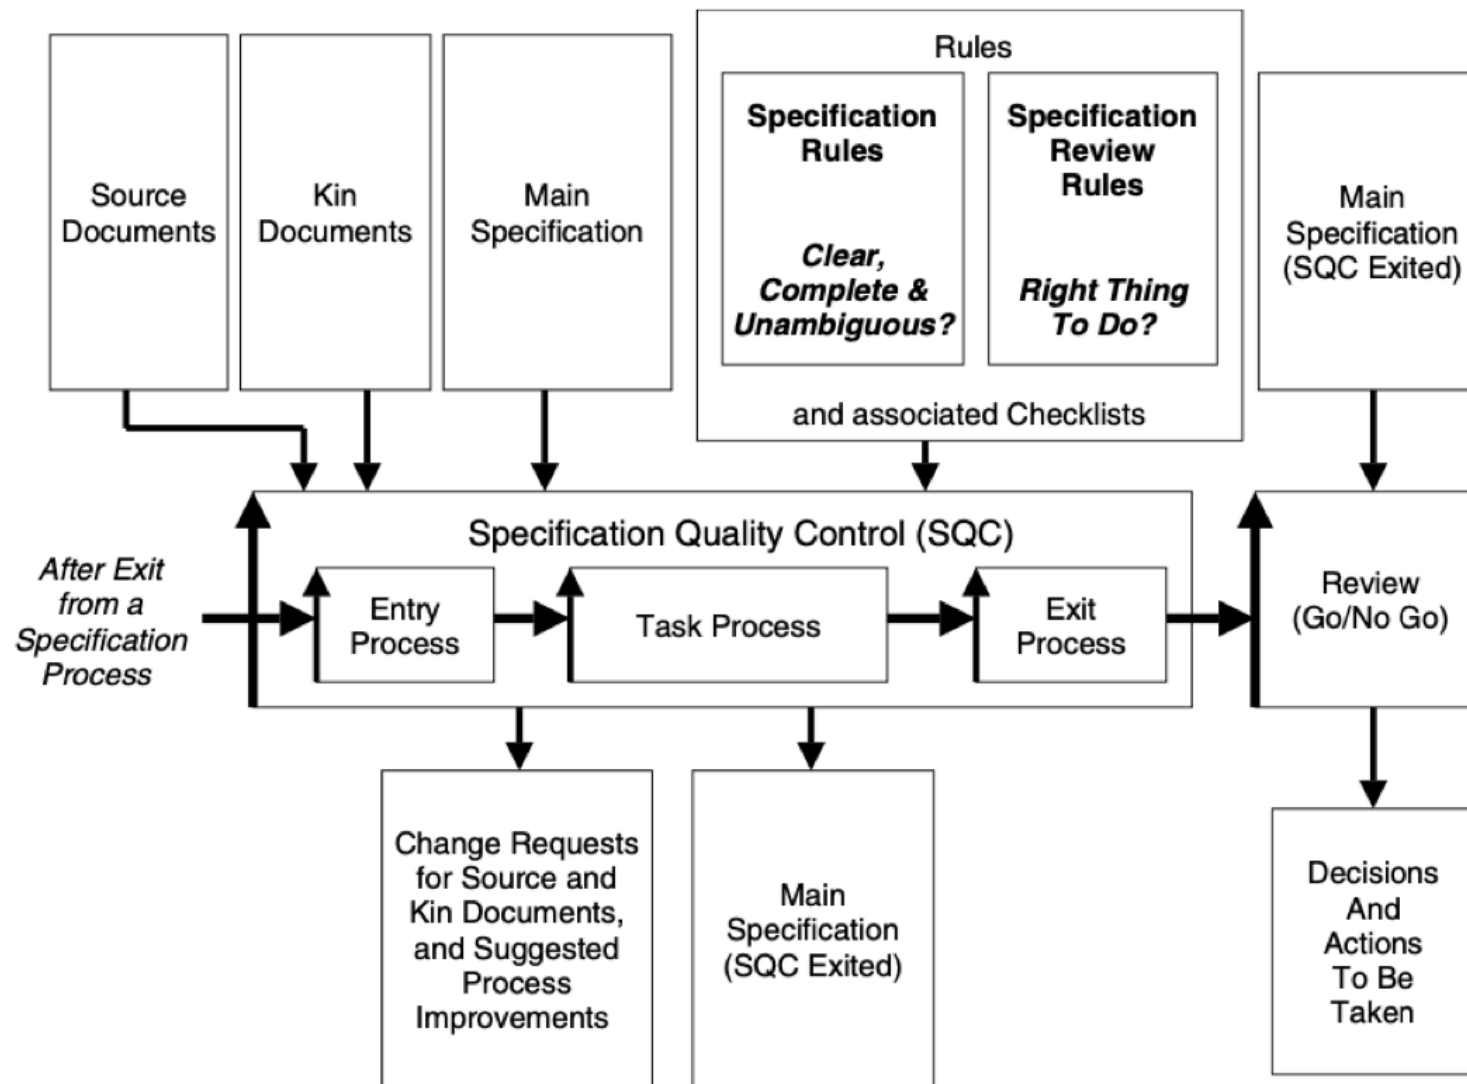 Source
Documents
Kin
Documents
Main
Specification
Rules
Specification
Rules
Clear,
Complete &
Unambiguous?
Specification
Review
Rules
Right Thing
To Do?
and associated Checklists
Main
Specification
(SQC Exited)
After Exit
from a
Specification
Process
Specification Quality Control (SQC)
Entry
Process
Task Process
Exit
Process
Review
(Go/No Go)
Change Requests
for Source and
Kin Documents,
and Suggested
Process
Improvements
Main
Specification
(SQC Exited)
Decisions
And
Actions
To Be
Taken